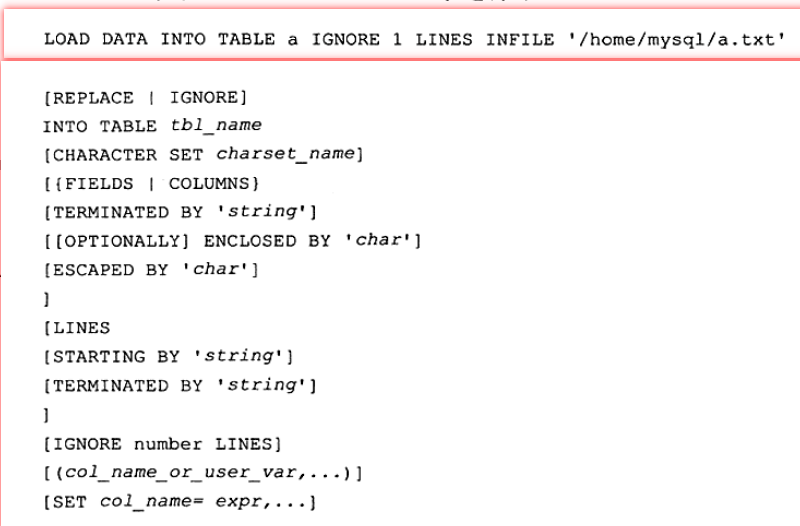 LOAD DATA INTO TABLE a IGNORE 1 LINES INFILE '/home/mysql/a.txt'
[REPLACE | IGNORE]
INTO TABLE tbl_name
[CHARACTER SET charset_name]
[{FIELDS | COLUMNS}
[TERMINATED BY 'string']
[[OPTIONALLY] ENCLOSED BY 'char']
[ESCAPED BY 'char']
]
[LINES
[STARTING BY 'string']
[TERMINATED BY 'string']
]
[IGNORE number LINES]
[(col_name_or_user_var,...)]
[SET col_name= expr,...]